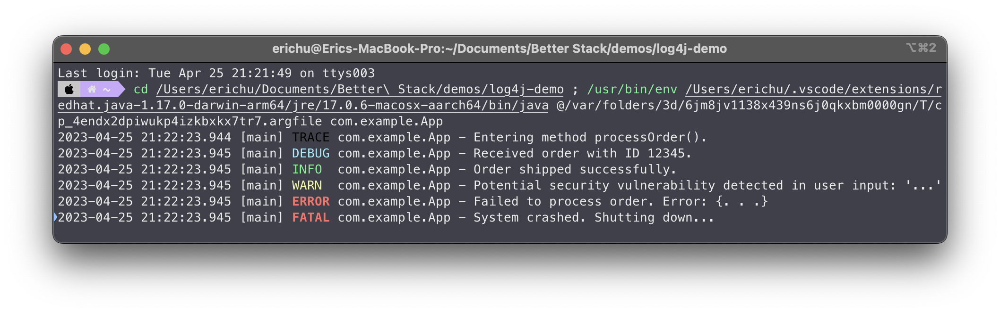 erichu@Erics-MacBook-Pro:~/Documents/Better Stack/demos/log4j-demo
⌥⌘2
Last login: Tue Apr 25 21:21:49 on ttys003
~ cd /Users/erichu/Documents/Better\ Stack/demos/log4j-demo ; /usr/bin/env /Users/erichu/.vscode/extensions/r
edhat.java-1.17.0-darwin-arm64/jre/17.0.6-macosx-aarch64/bin/java @/var/folders/3d/6jm8jv1138x439ns6j0qkxbm0000gn/T/c
p_4endx2dpiwukp4izkbxkx7tr7.argfile com.example.App
2023-04-25 21:22:23.944 [main] TRACE com.example.App - Entering method processOrder().
2023-04-25 21:22:23.945 [main] DEBUG com.example.App - Received order with ID 12345.
2023-04-25 21:22:23.945 [main] INFO  com.example.App - Order shipped successfully.
2023-04-25 21:22:23.945 [main] WARN  com.example.App - Potential security vulnerability detected in user input: '...'
2023-04-25 21:22:23.945 [main] ERROR com.example.App - Failed to process order. Error: {. . .}
2023-04-25 21:22:23.945 [main] FATAL com.example.App - System crashed. Shutting down...